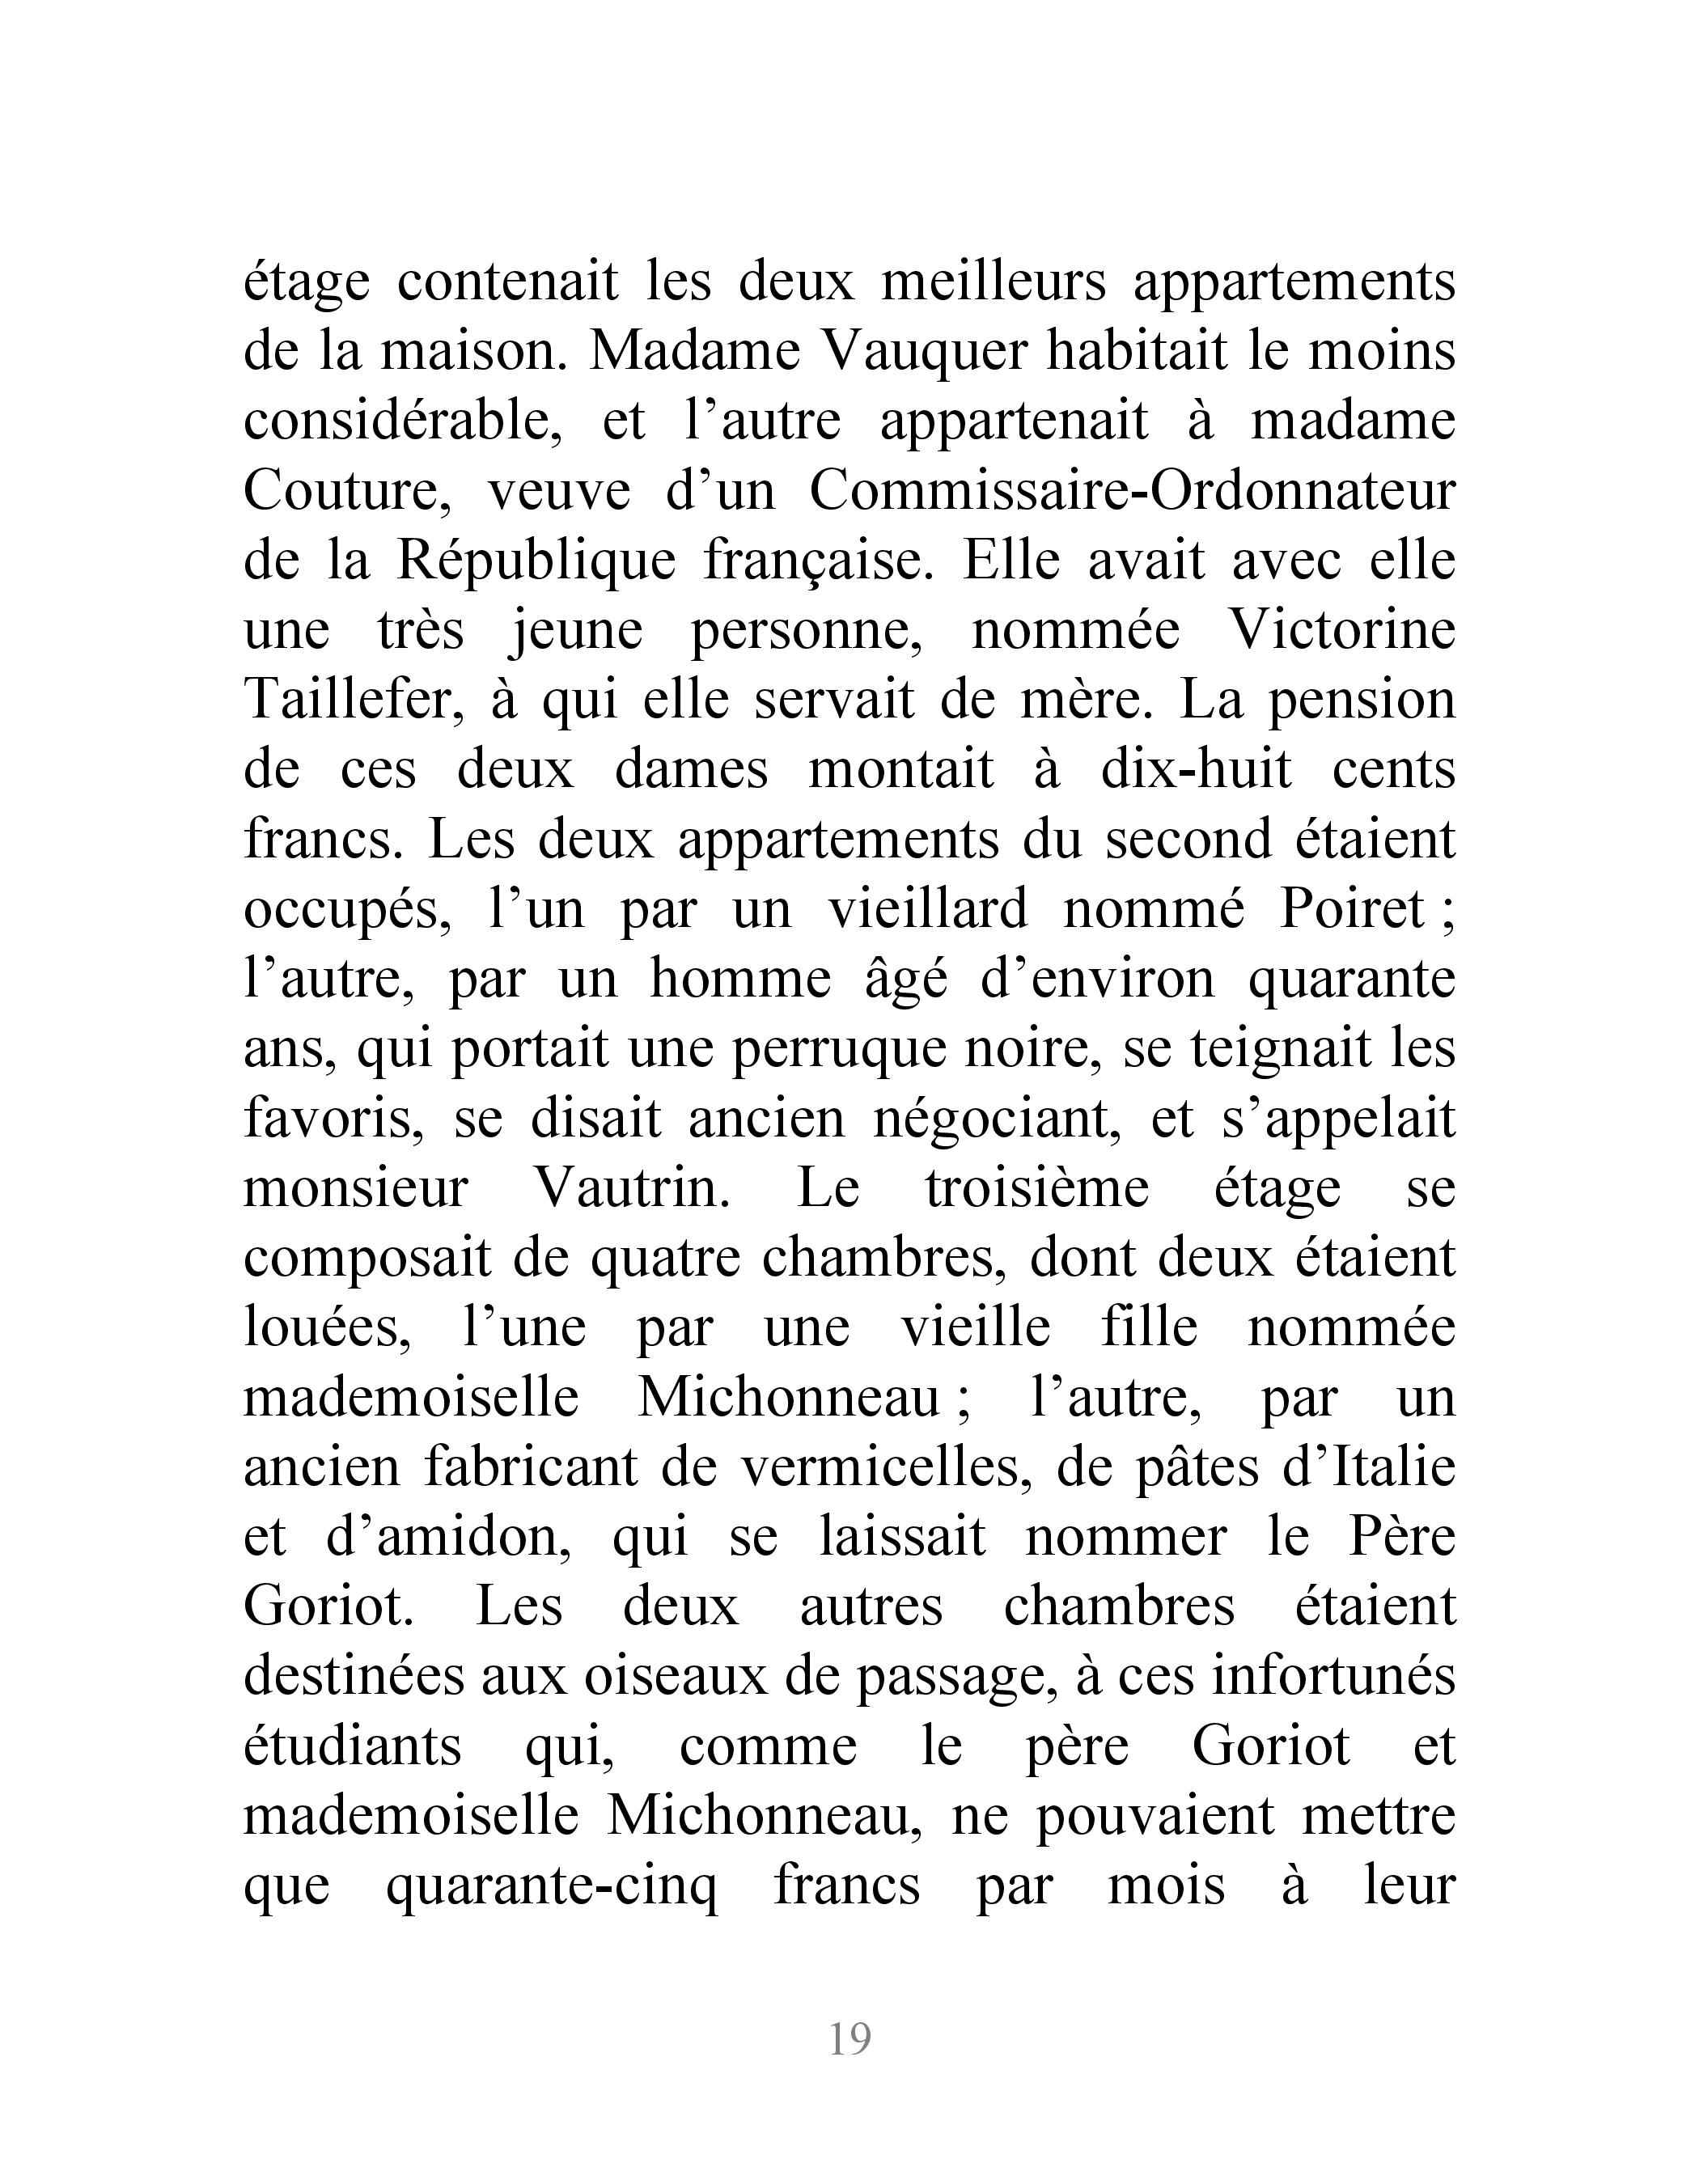 étage contenait les deux meilleurs appartements
de la maison. Madame Vauquer habitait le moins
considérable, et l’autre appartenait à madame
Couture, veuve d’un Commissaire-Ordonnateur
de la République française. Elle avait avec elle
une très jeune personne, nommée Victorine
Taillefer, à qui elle servait de mère. La pension
de ces deux dames montait à dix-huit cents
francs. Les deux appartements du second étaient
occupés, l’un par un vieillard nommé Poiret ;
l’autre, par un homme âgé d’environ quarante
ans, qui portait une perruque noire, se teignait les
favoris, se disait ancien négociant, et s’appelait
monsieur Vautrin. Le troisième étage se
composait de quatre chambres, dont deux étaient
louées, l’une par une vieille fille nommée
mademoiselle Michonneau ; l’autre, par un
ancien fabricant de vermicelles, de pâtes d’Italie
et d’amidon, qui se laissait nommer le Père
Goriot. Les deux autres chambres étaient
destinées aux oiseaux de passage, à ces infortunés
étudiants qui, comme le père Goriot et
mademoiselle Michonneau, ne pouvaient mettre
que quarante-cinq francs par mois à leur
19